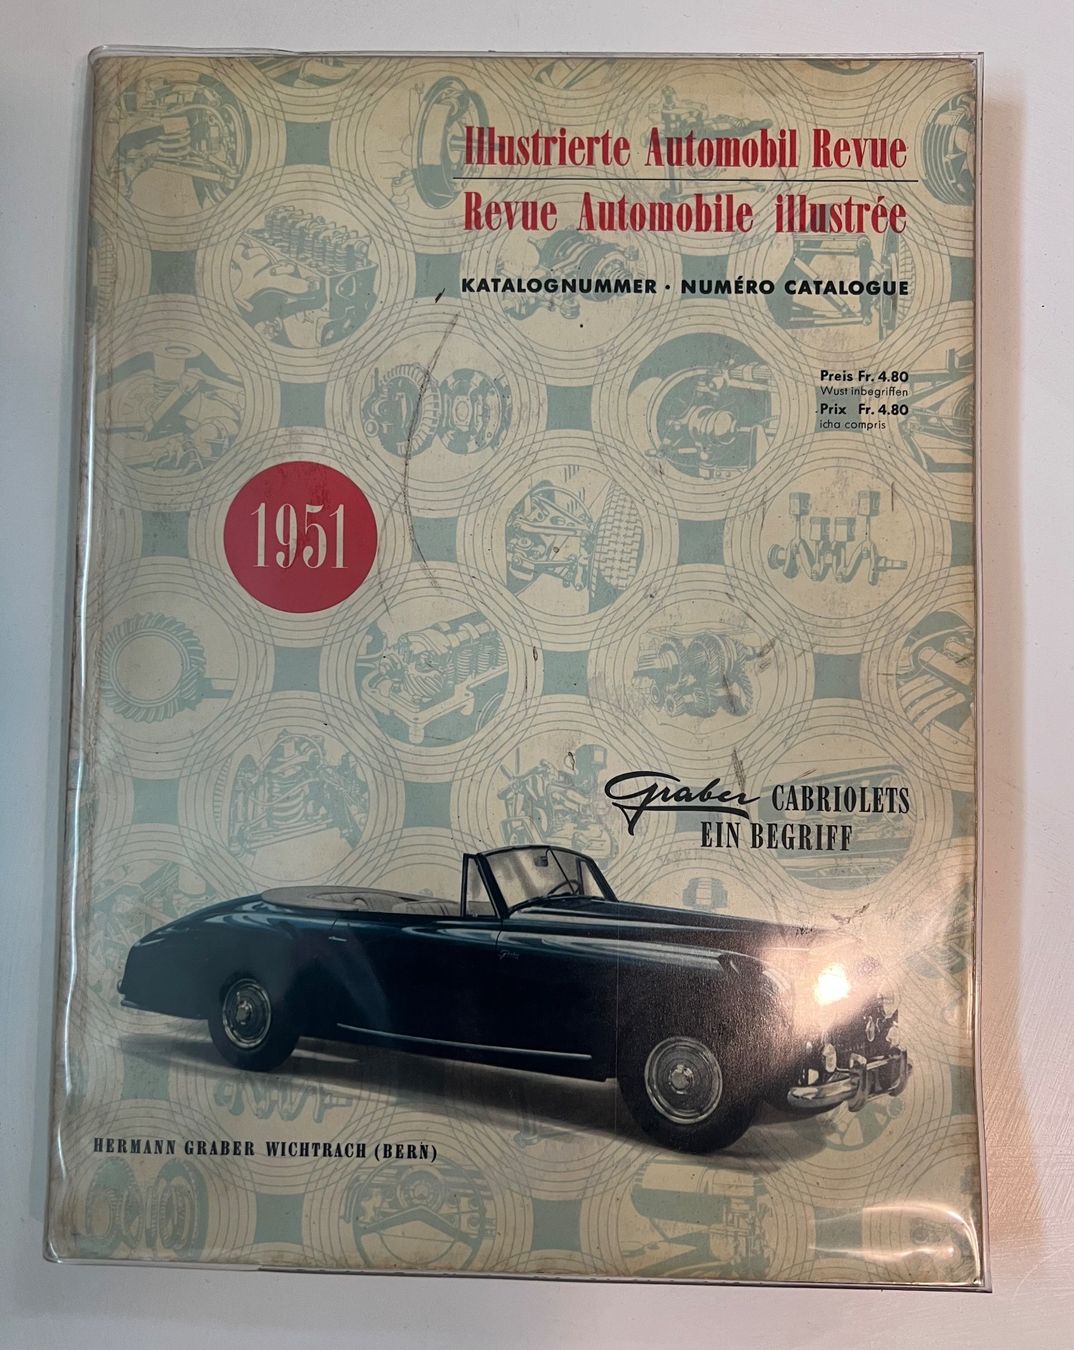 Illustrierte Automobil Revue
Revue Automobile illustrée
KATALOGNUMMER · NUMÉRO CATALOGUE
Preis Fr. 4.80
Wust inbegriffen
Prix Fr. 4.80
icha compris
1951
Graber CABRIOLETS
EIN BEGRIFF
HERMANN GRABER WICHTRACH (BERN)